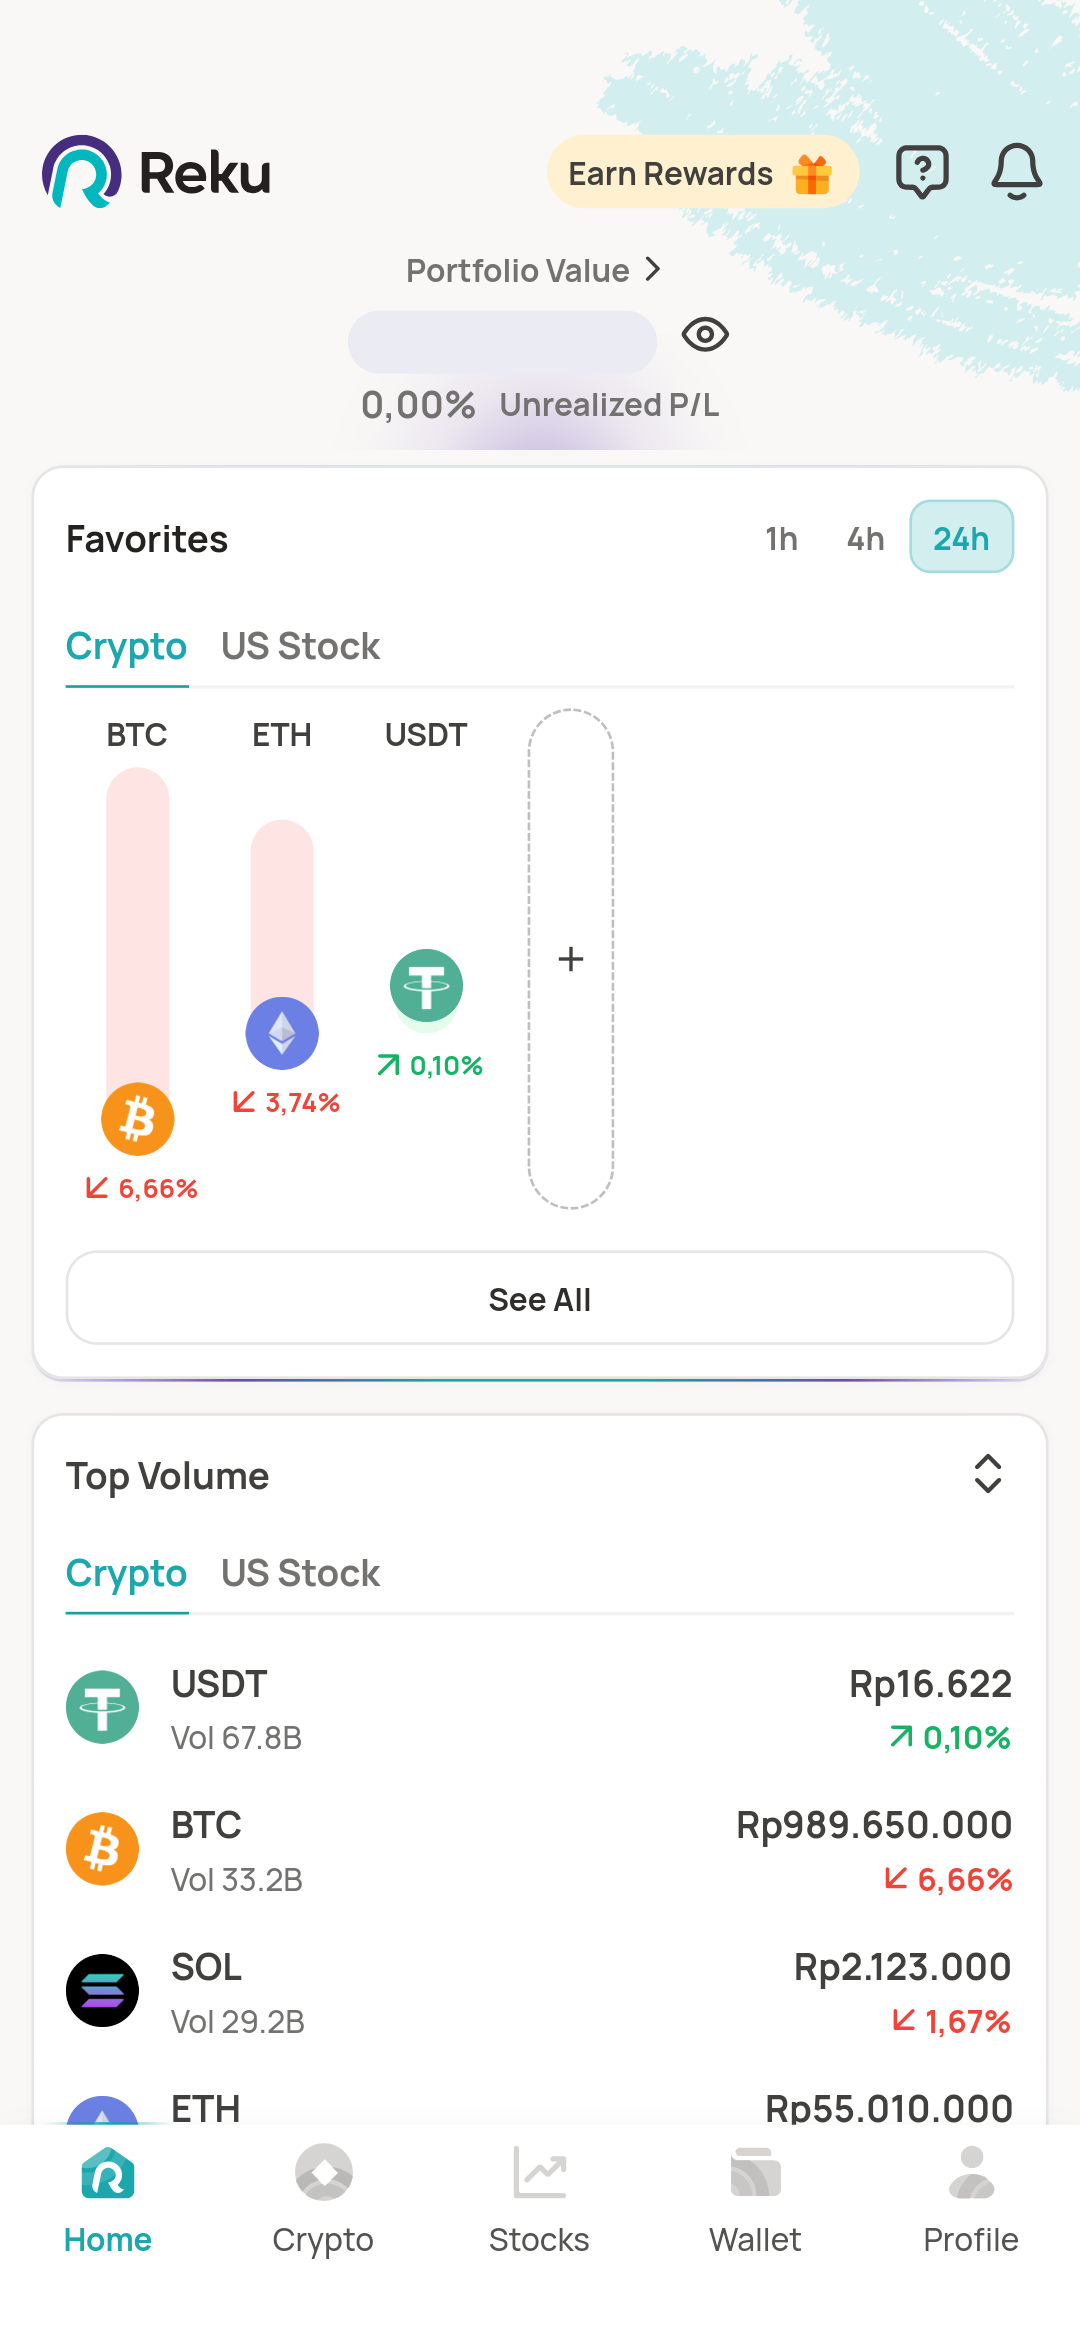 Reku
Earn Rewards
Portfolio Value
0,00% Unrealized P/L
Favorites
1h 4h 24h
Crypto US Stock
BTC ETH USDT
0,10%
3,74%
6,66%
See All
Top Volume
Crypto US Stock
USDT Rp16.622
Vol 67.8B 0,10%
BTC Rp989.650.000
Vol 33.2B 6,66%
SOL Rp2.123.000
Vol 29.2B 1,67%
ETH Rp55.010.000
Home Crypto Stocks Wallet Profile